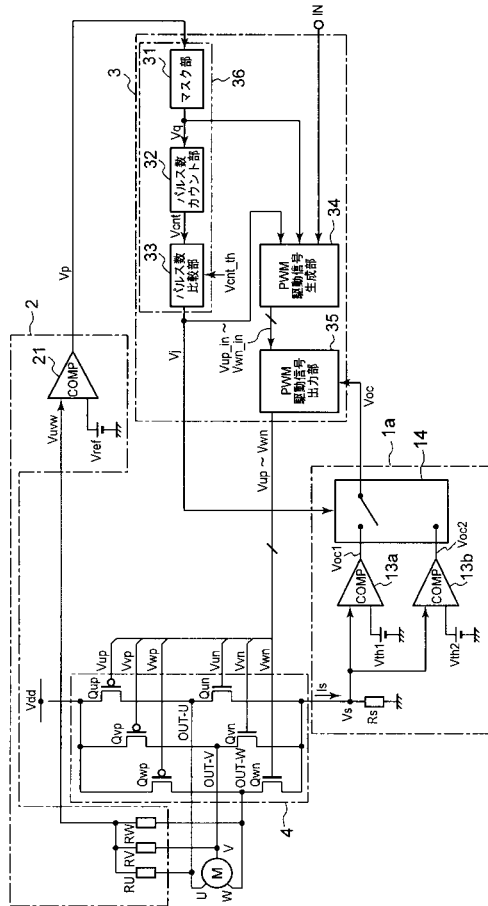 IN
3
31
マスク部
36
Vq
32
パルス数
カウント部
Vcnt
33
パルス数
比較部
Vcnt_th
Vj
34
PWM
駆動信号
生成部
Vup_in ~
Vwn_in
35
PWM
駆動信号
出力部
Voc
Vup ~ Vwn
Vp
2
21
COMP
Vuvw
Vref
1a
14
Voc1
Voc2
COMP
13a
COMP
13b
Vth1
Vth2
Vs
Is
Rs
Vdd
Vup
Vvp
Vwp
Vun
Vvn
Vwn
Qup
Qvp
Qwp
Qun
Qvn
Qwn
OUT-U
OUT-V
OUT-W
4
RU
RV
RW
U
V
W
M